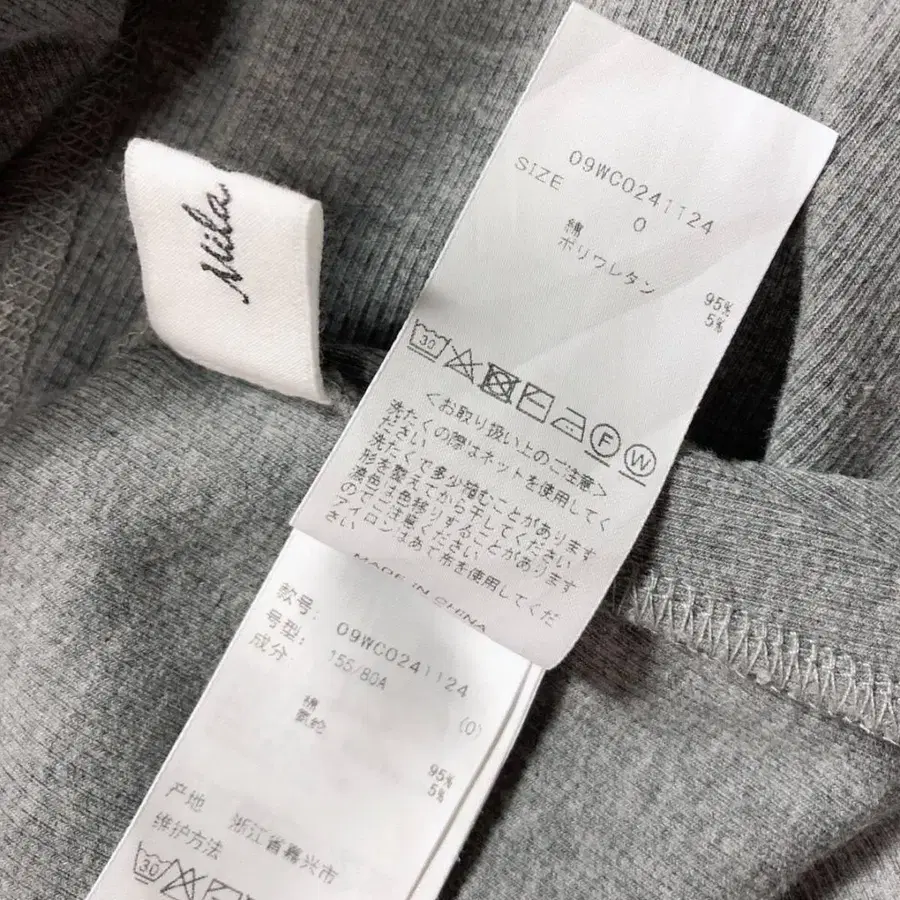 Mila
09WCO241124
SIZE 0
綿 95%
ポリウレタン 5%
30
F
W
<お取り扱い上のご注意>
洗たくの際はネットを使用してく
ださい
洗たくで多少縮むことがあります
形を整えてから干してください
濃色は色移りすることがあります
のでご注意ください
アイロンはあて布を使用してくだ
さい
MADE IN CHINA
款号: 09WCO241124
号型: 155/80A (0)
成分:
棉 95%
氨纶 5%
产地 浙江省嘉兴市
维护方法
30